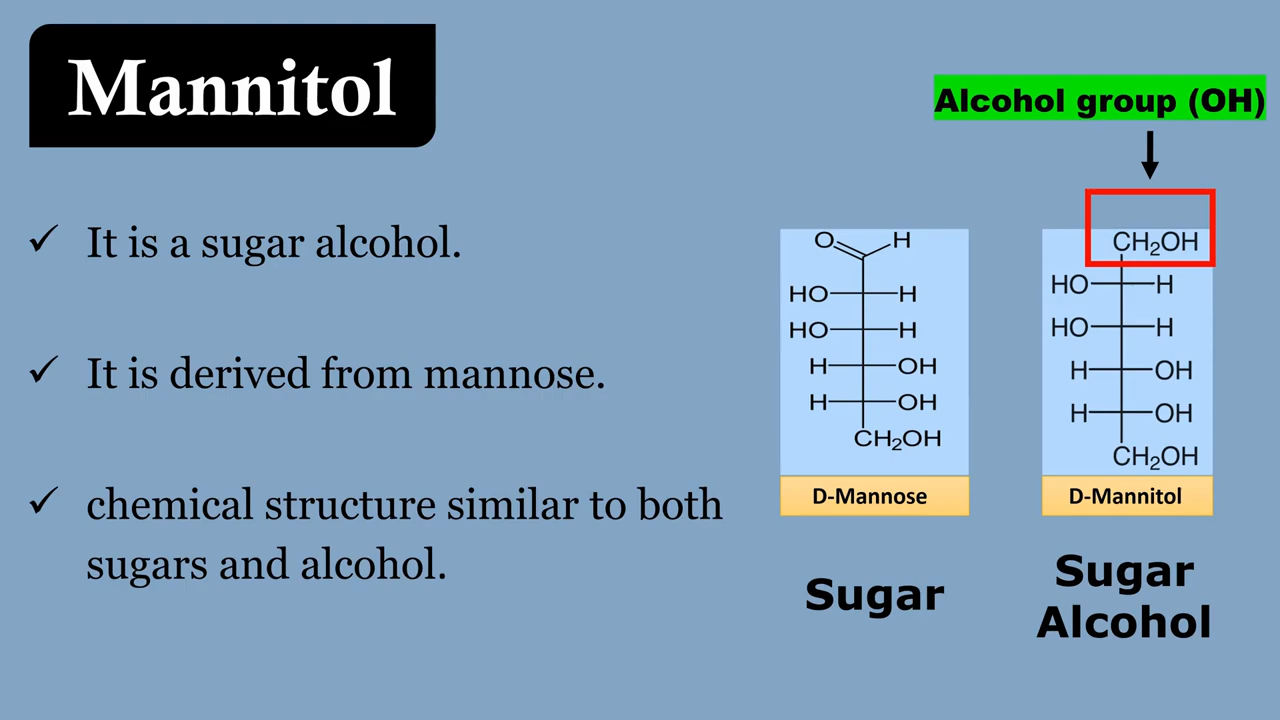 Mannitol
Alcohol group (OH)
✓ It is a sugar alcohol.
✓ It is derived from mannose.
✓ chemical structure similar to both
sugars and alcohol.
O H
HO H
HO H
H OH
H OH
CH₂OH
D-Mannose
Sugar
CH₂OH
HO H
HO H
H OH
H OH
CH₂OH
D-Mannitol
Sugar
Alcohol